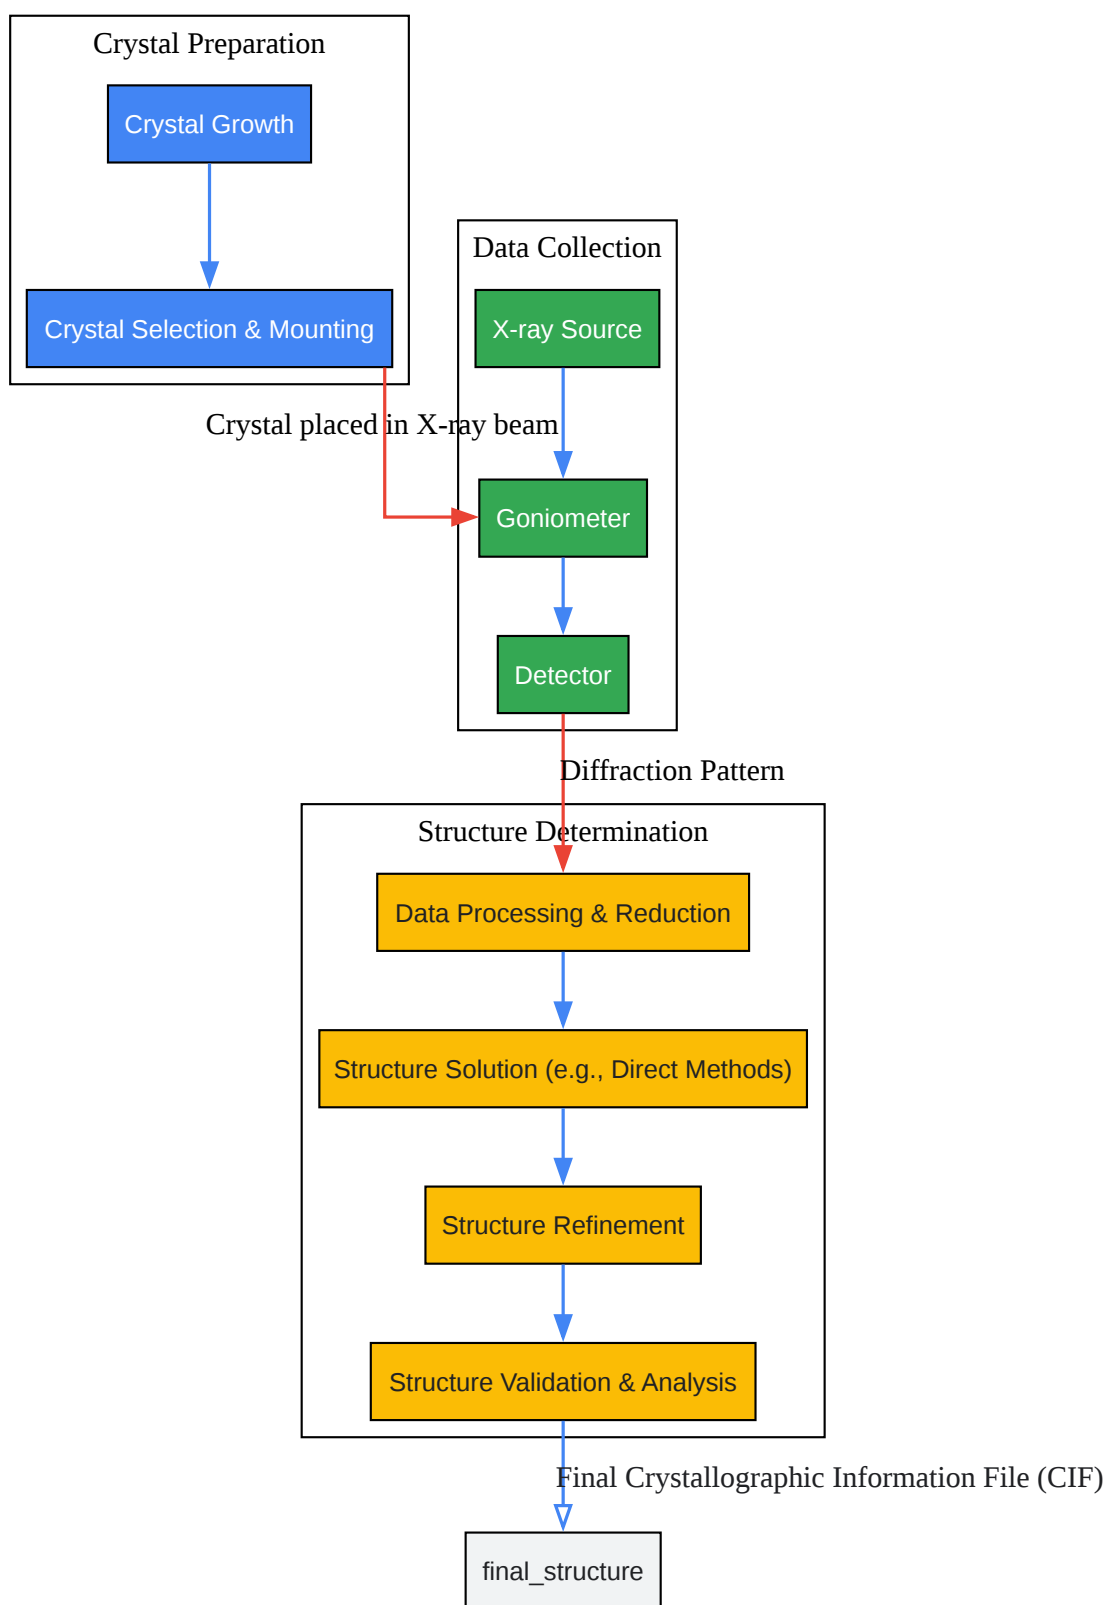 Crystal Preparation
Crystal Growth
Crystal Selection & Mounting
Data Collection
X-ray Source
Crystal placed in X-ray beam
Goniometer
Detector
Diffraction Pattern
Structure Determination
Data Processing & Reduction
Structure Solution (e.g., Direct Methods)
Structure Refinement
Structure Validation & Analysis
Final Crystallographic Information File (CIF)
final_structure